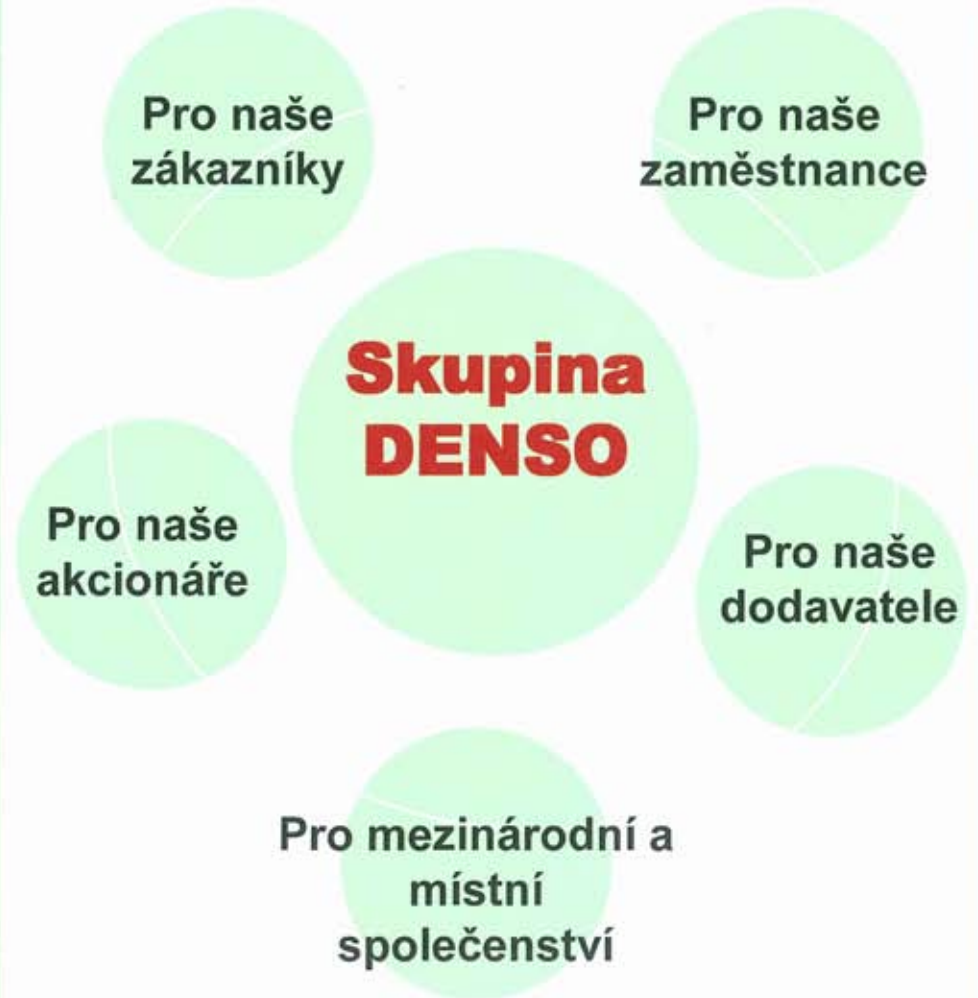 Pro naše
zákazníky
Pro naše
zaměstnance
Skupina
DENSO
Pro naše
akcionáře
Pro naše
dodavatele
Pro mezinárodní a
místní
společenství